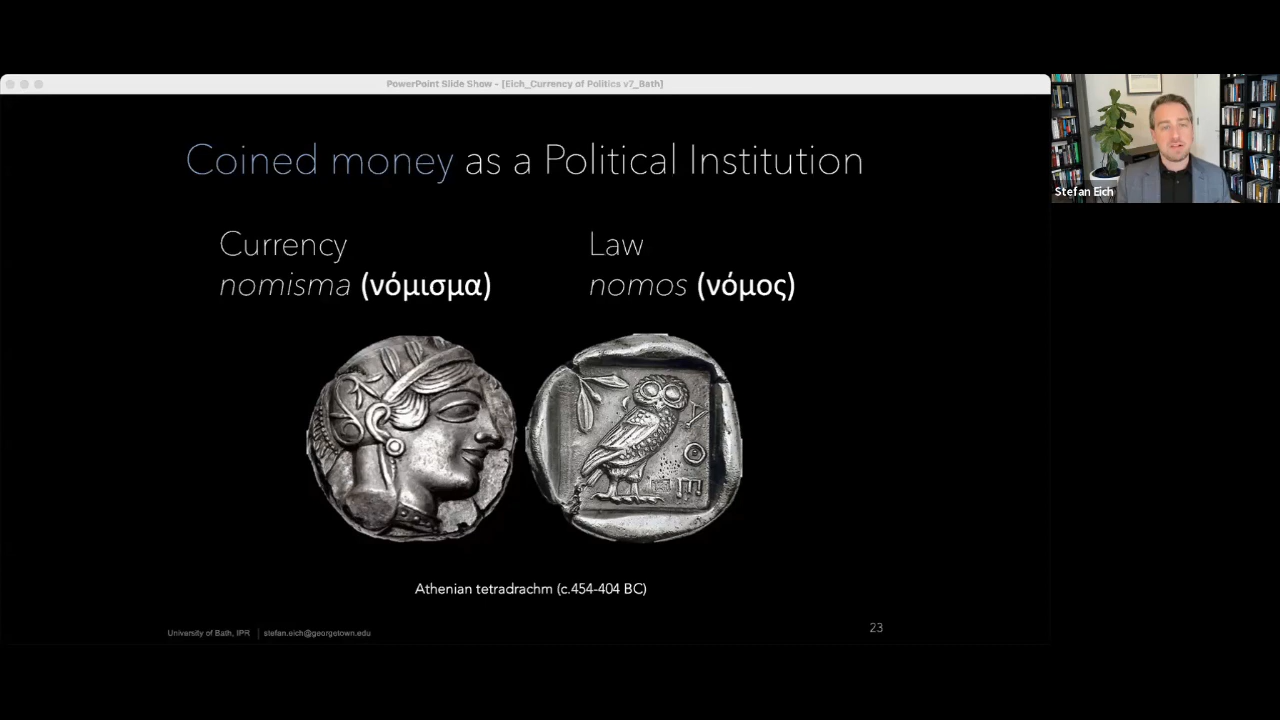 PowerPoint Slide Show - [Eich_Currency of Politics v7_Bath]
Coined money as a Political Institution
Currency
nomisma (νόμισμα)
Law
nomos (νόμος)
ΑΘΕ
Athenian tetradrachm (c.454-404 BC)
University of Bath, IPR | stefan.eich@georgetown.edu
23
Stefan Eich